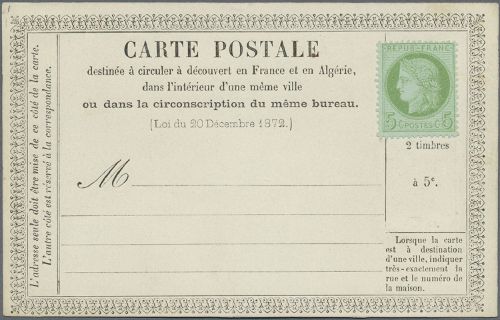 CARTE POSTALE
destinée à circuler à découvert en France et en Algérie,
dans l'intérieur d'une même ville
ou dans la circonscription du même bureau.
(Loi du 20 Décembre 1872.)
REPUB·FRANC·
5 C· POSTES 5 C·
2 timbres
à 5c.
M
Lorsque la carte
est à destination
d'une ville, indiquer
très-exactement la
rue et le numéro de
la maison.
L'adresse seule doit être mise de ce côté de la carte.
L'autre côté est réservé à la correspondance.